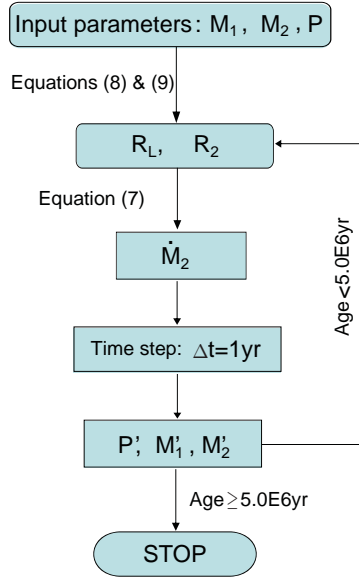 Input parameters: M₁, M₂, P
Equations (8) & (9)
R_L, R₂
Equation (7)
Ṁ₂
Time step: Δt=1yr
P', M'₁, M'₂
Age<5.0E6yr
Age≥5.0E6yr
STOP